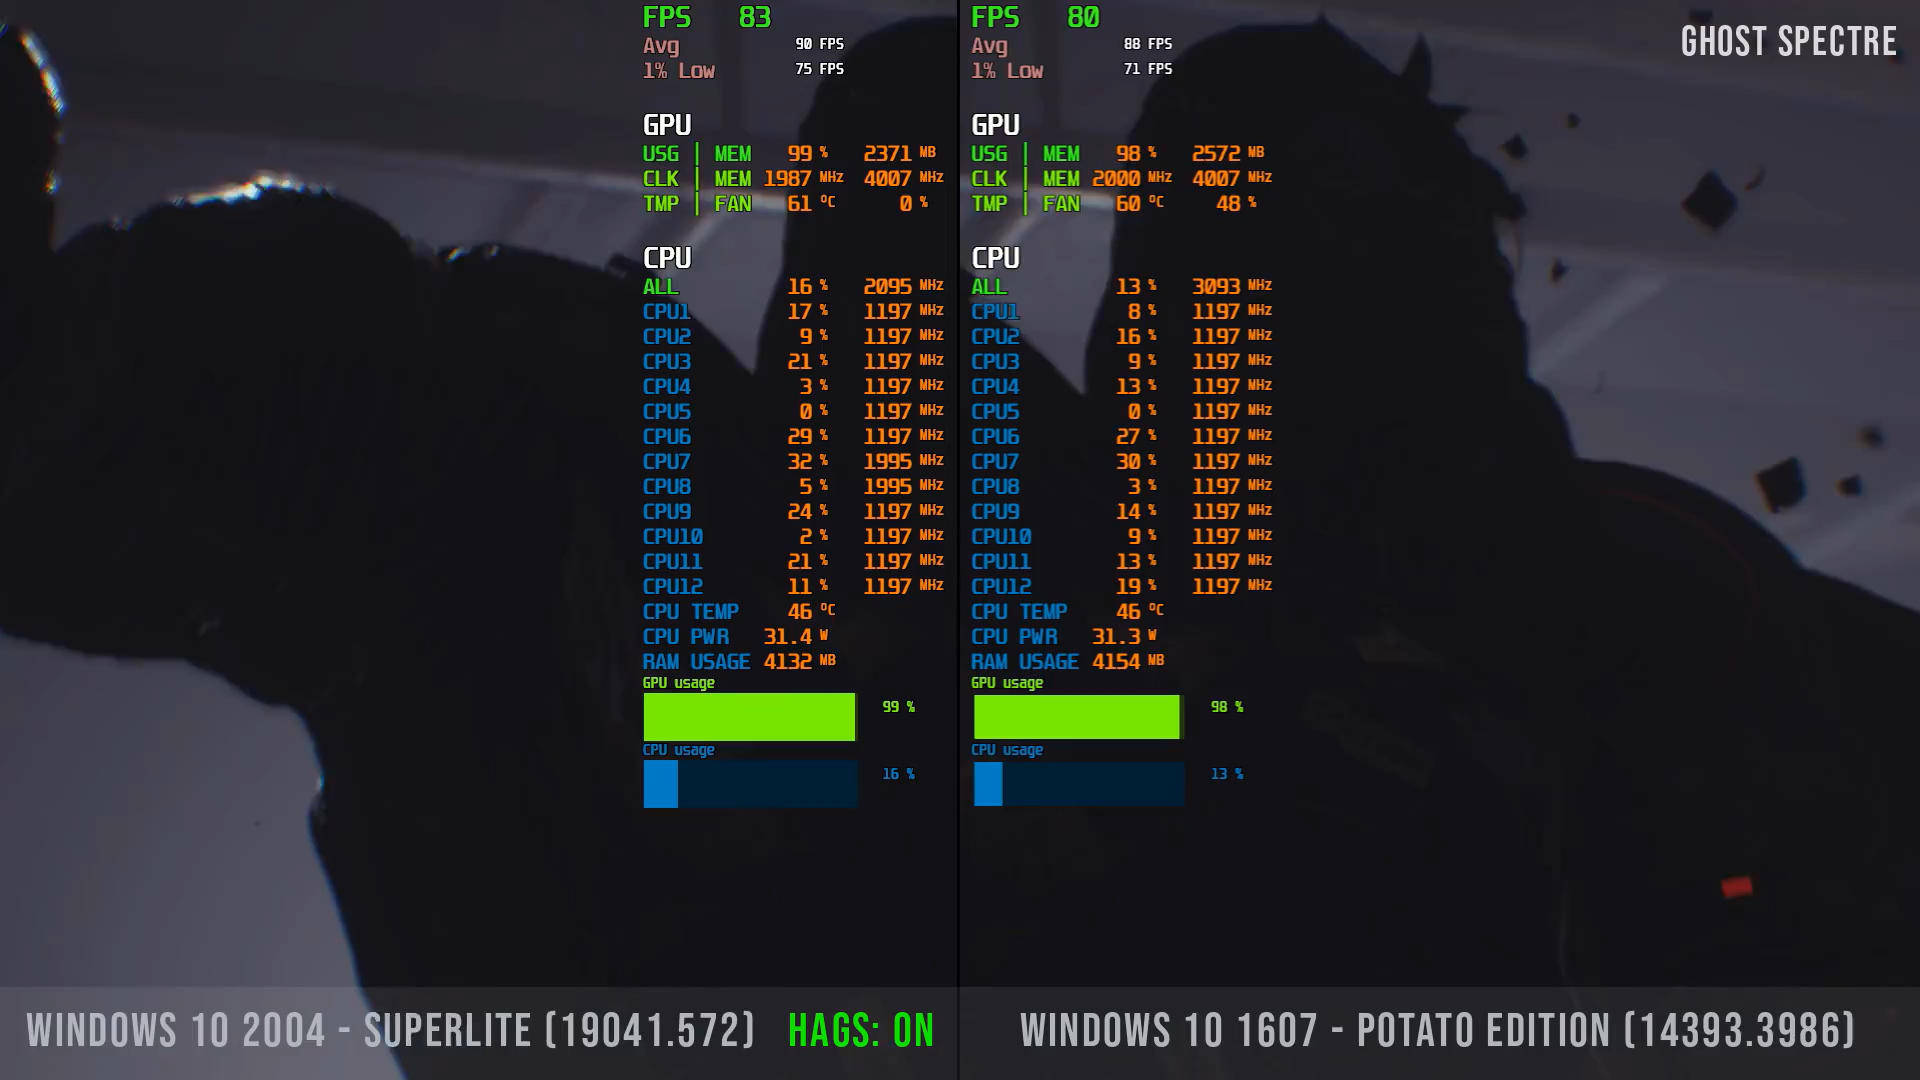 FPS 83
Avg 90 FPS
1% Low 75 FPS
GPU
USG | MEM 99 % 2371 MB
CLK | MEM 1987 MHz 4007 MHz
TMP | FAN 61 °C 0 %
CPU
ALL 16 % 2095 MHz
CPU1 17 % 1197 MHz
CPU2 9 % 1197 MHz
CPU3 21 % 1197 MHz
CPU4 3 % 1197 MHz
CPU5 0 % 1197 MHz
CPU6 29 % 1197 MHz
CPU7 32 % 1995 MHz
CPU8 5 % 1995 MHz
CPU9 24 % 1197 MHz
CPU10 2 % 1197 MHz
CPU11 21 % 1197 MHz
CPU12 11 % 1197 MHz
CPU TEMP 46 °C
CPU PWR 31.4 W
RAM USAGE 4132 MB
GPU usage
99 %
CPU usage
16 %
WINDOWS 10 2004 - SUPERLITE (19041.572) HAGS: ON
FPS 80
Avg 88 FPS
1% Low 71 FPS
GPU
USG | MEM 98 % 2572 MB
CLK | MEM 2000 MHz 4007 MHz
TMP | FAN 60 °C 48 %
CPU
ALL 13 % 3093 MHz
CPU1 8 % 1197 MHz
CPU2 16 % 1197 MHz
CPU3 9 % 1197 MHz
CPU4 13 % 1197 MHz
CPU5 0 % 1197 MHz
CPU6 27 % 1197 MHz
CPU7 30 % 1197 MHz
CPU8 3 % 1197 MHz
CPU9 14 % 1197 MHz
CPU10 9 % 1197 MHz
CPU11 13 % 1197 MHz
CPU12 19 % 1197 MHz
CPU TEMP 46 °C
CPU PWR 31.3 W
RAM USAGE 4154 MB
GPU usage
98 %
CPU usage
13 %
GHOST SPECTRE
WINDOWS 10 1607 - POTATO EDITION (14393.3986)